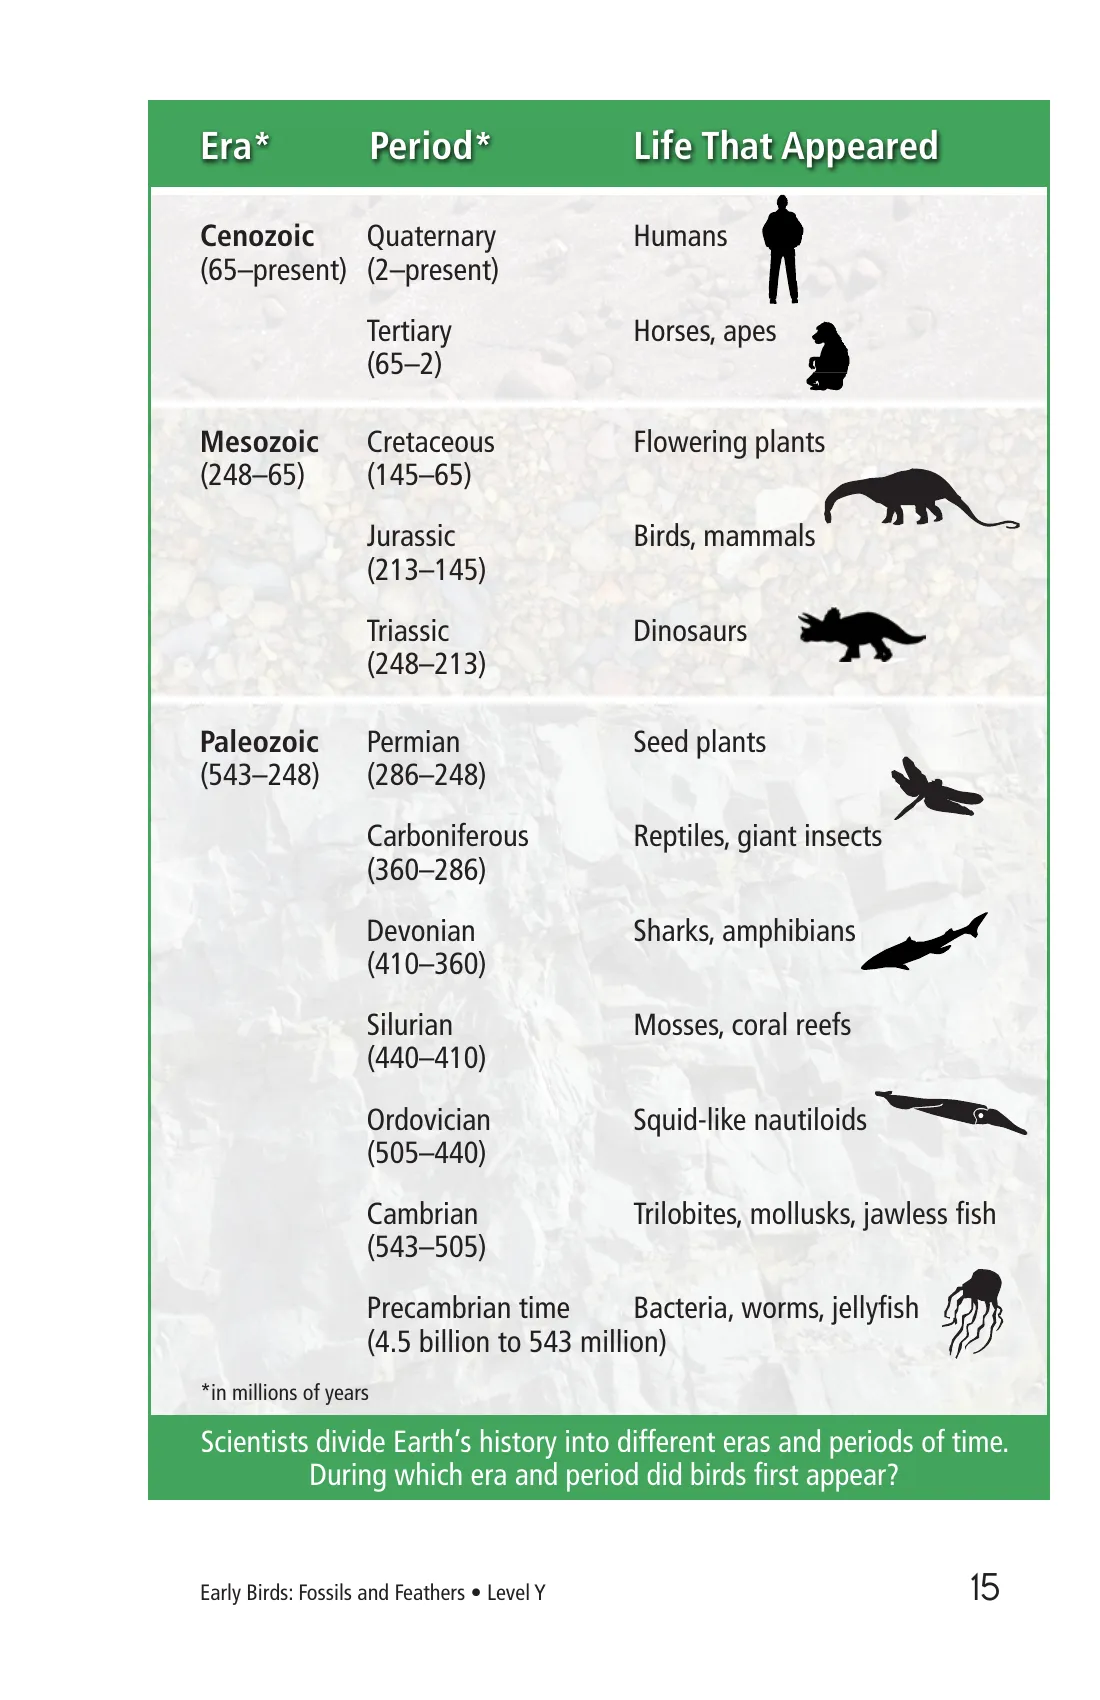 Era* Period* Life That Appeared
Cenozoic Quaternary Humans
(65–present) (2–present)
Tertiary Horses, apes
(65–2)
Mesozoic Cretaceous Flowering plants
(248–65) (145–65)
Jurassic Birds, mammals
(213–145)
Triassic Dinosaurs
(248–213)
Paleozoic Permian Seed plants
(543–248) (286–248)
Carboniferous Reptiles, giant insects
(360–286)
Devonian Sharks, amphibians
(410–360)
Silurian Mosses, coral reefs
(440–410)
Ordovician Squid-like nautiloids
(505–440)
Cambrian Trilobites, mollusks, jawless fish
(543–505)
Precambrian time Bacteria, worms, jellyfish
(4.5 billion to 543 million)
*in millions of years
Scientists divide Earth’s history into different eras and periods of time.
During which era and period did birds first appear?
Early Birds: Fossils and Feathers • Level Y 15